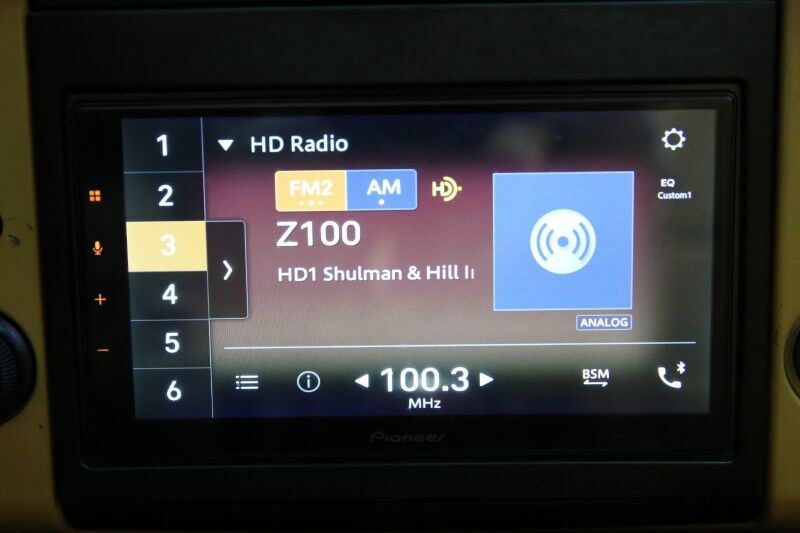 1
2
3
4
5
6
HD Radio
FM2 AM HD
Z100
HD1 Shulman & Hill
EQ
Custom1
ANALOG
100.3
MHz
BSM
Pioneer